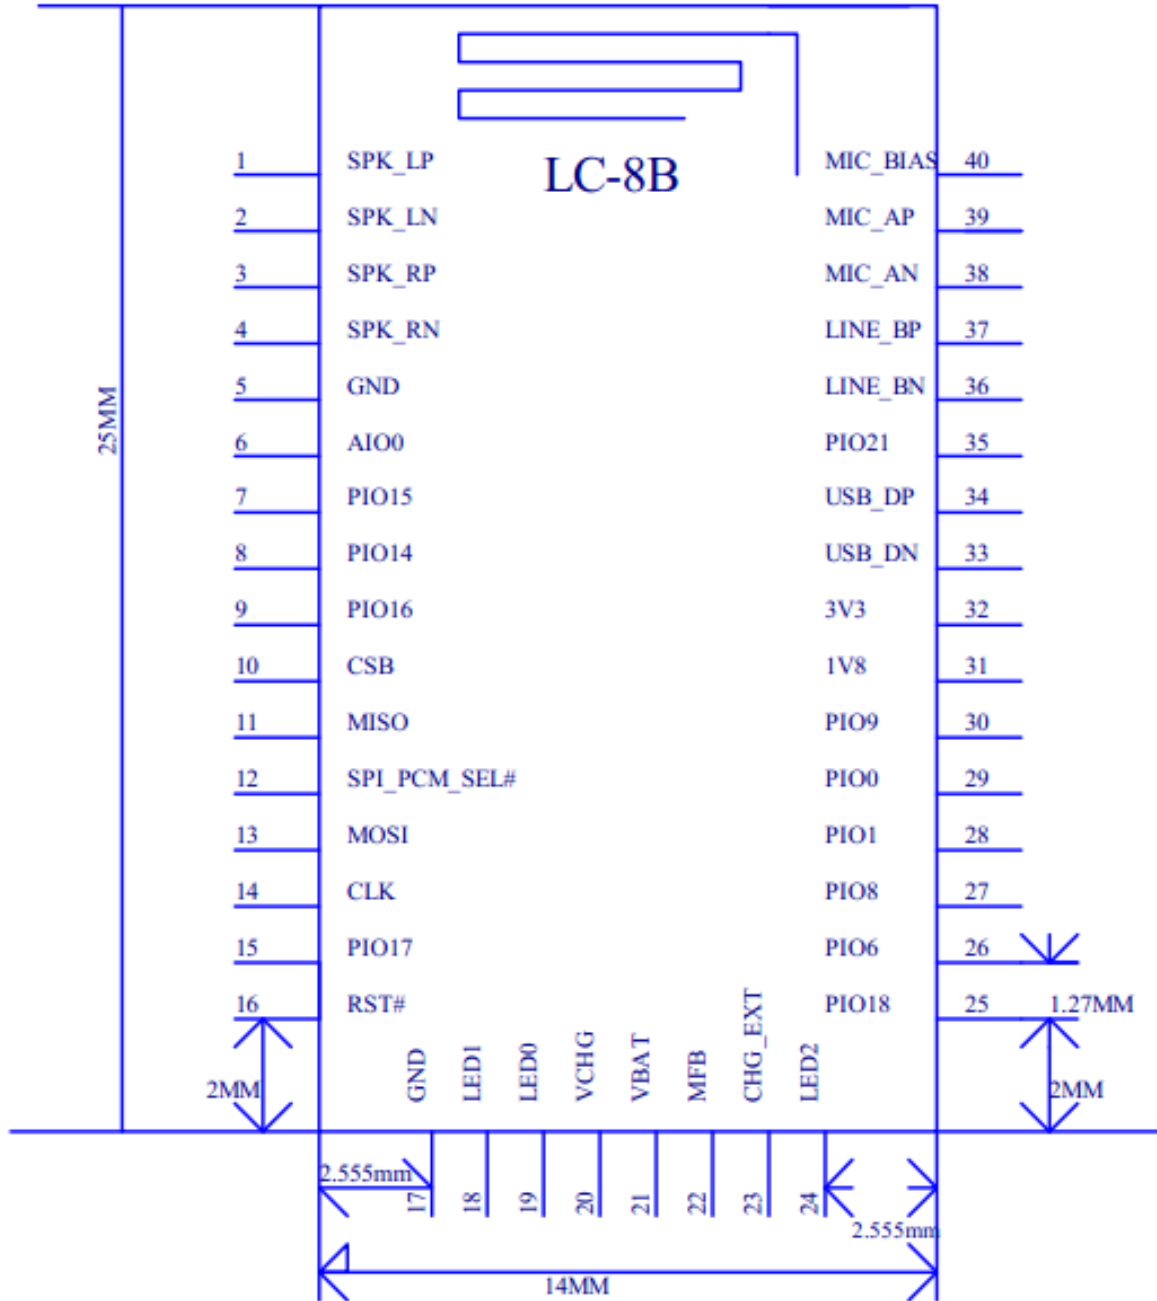 LC-8B
1 SPK_LP MIC_BIAS 40
2 SPK_LN MIC_AP 39
3 SPK_RP MIC_AN 38
4 SPK_RN LINE_BP 37
5 GND LINE_BN 36
25MM
6 AIO0 PIO21 35
7 PIO15 USB_DP 34
8 PIO14 USB_DN 33
9 PIO16 3V3 32
10 CSB 1V8 31
11 MISO PIO9 30
12 SPI_PCM_SEL# PIO0 29
13 MOSI PIO1 28
14 CLK PIO8 27
15 PIO17 PIO6 26
16 RST# PIO18 25 1.27MM
GND LED1 LED0 VCHG VBAT MFB CHG_EXT LED2
2MM 2MM
2.555mm
17 18 19 20 21 22 23 24
2.555mm
14MM